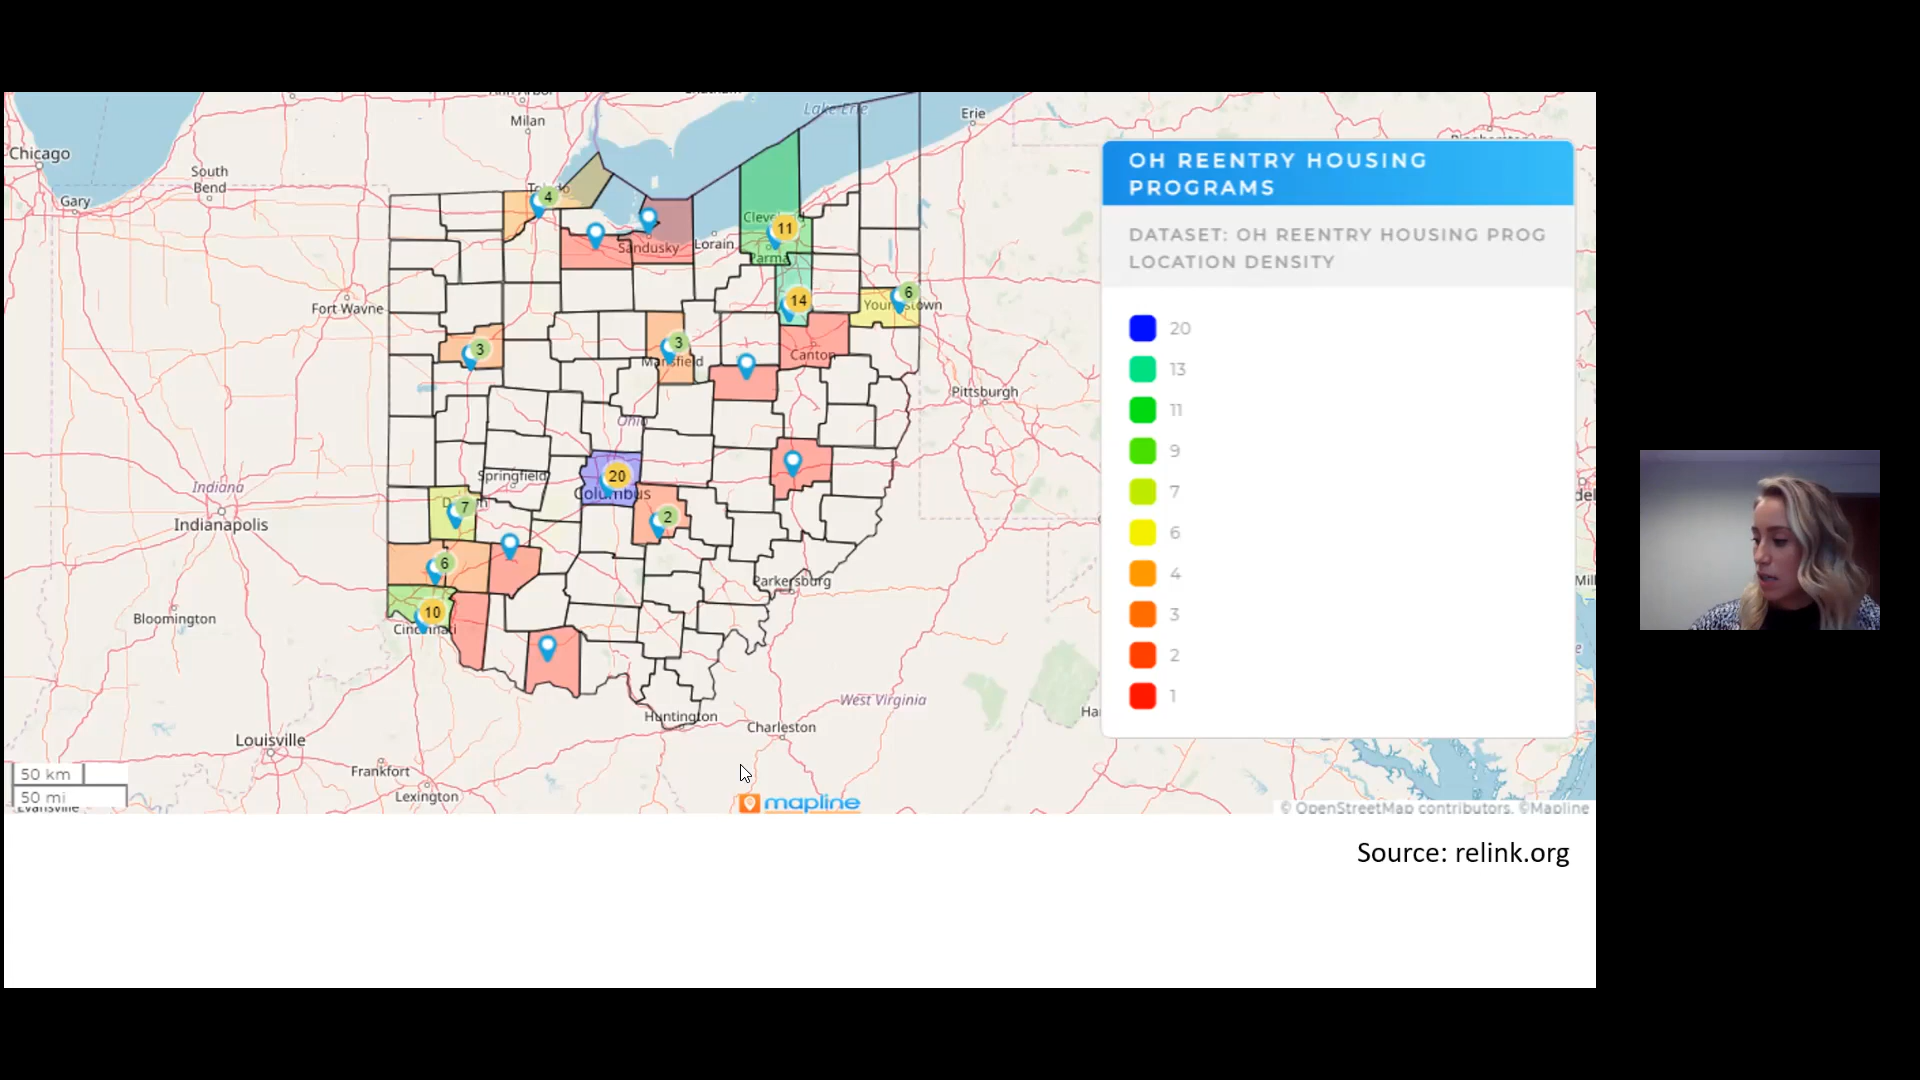 Lake Erie
Erie
Milan
Chicago
South
Bend
Gary
4
Sandusky
Lorain
11
Parma
Fort Wayne
14
6
3
3
Mansfield
Canton
Pittsburgh
Ohio
Springfield
20
Columbus
Indiana
Indianapolis
7
2
6
Parkersburg
10
Cincinnati
Bloomington
West Virginia
Huntington
Charleston
Louisville
Frankfort
Lexington
50 km
50 mi
mapline
© OpenStreetMap contributors, ©Mapline
OH REENTRY HOUSING
PROGRAMS
DATASET: OH REENTRY HOUSING PROG
LOCATION DENSITY
20
13
11
9
7
6
4
3
2
1
Source: relink.org